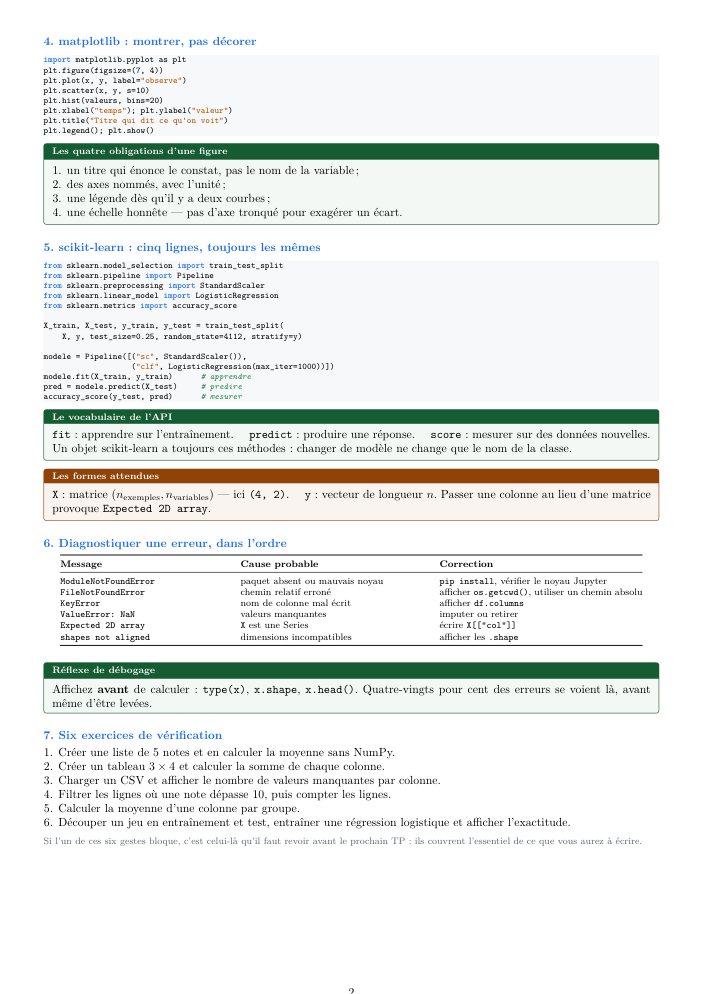 4. matplotlib : montrer, pas décorer
import matplotlib.pyplot as plt
plt.figure(figsize=(7, 4))
plt.plot(x, y, label="observe")
plt.scatter(x, y, s=10)
plt.hist(valeurs, bins=20)
plt.xlabel("temps"); plt.ylabel("valeur")
plt.title("Titre qui dit ce qu'on voit")
plt.legend(); plt.show()
Les quatre obligations d'une figure
1. un titre qui énonce le constat, pas le nom de la variable ;
2. des axes nommés, avec l'unité ;
3. une légende dès qu'il y a deux courbes ;
4. une échelle honnête — pas d'axe tronqué pour exagérer un écart.
5. scikit-learn : cinq lignes, toujours les mêmes
from sklearn.model_selection import train_test_split
from sklearn.pipeline import Pipeline
from sklearn.preprocessing import StandardScaler
from sklearn.linear_model import LogisticRegression
from sklearn.metrics import accuracy_score
X_train, X_test, y_train, y_test = train_test_split(
X, y, test_size=0.25, random_state=4112, stratify=y)
modele = Pipeline([("sc", StandardScaler()),
("clf", LogisticRegression(max_iter=1000))])
modele.fit(X_train, y_train) # apprendre
pred = modele.predict(X_test) # predire
accuracy_score(y_test, pred) # mesurer
Le vocabulaire de l'API
fit : apprendre sur l'entraînement. predict : produire une réponse. score : mesurer sur des données nouvelles.
Un objet scikit-learn a toujours ces méthodes : changer de modèle ne change que le nom de la classe.
Les formes attendues
X : matrice (n_exemples, n_variables) — ici (4, 2). y : vecteur de longueur n. Passer une colonne au lieu d'une matrice
provoque Expected 2D array.
6. Diagnostiquer une erreur, dans l'ordre
Message Cause probable Correction
ModuleNotFoundError paquet absent ou mauvais noyau pip install, vérifier le noyau Jupyter
FileNotFoundError chemin relatif erroné afficher os.getcwd(), utiliser un chemin absolu
KeyError nom de colonne mal écrit afficher df.columns
ValueError: NaN valeurs manquantes imputer ou retirer
Expected 2D array X est une Series écrire X[["col"]]
shapes not aligned dimensions incompatibles afficher les .shape
Réflexe de débogage
Affichez avant de calculer : type(x), x.shape, x.head(). Quatre-vingts pour cent des erreurs se voient là, avant
même d'être levées.
7. Six exercices de vérification
1. Créer une liste de 5 notes et en calculer la moyenne sans NumPy.
2. Créer un tableau 3 × 4 et calculer la somme de chaque colonne.
3. Charger un CSV et afficher le nombre de valeurs manquantes par colonne.
4. Filtrer les lignes où une note dépasse 10, puis compter les lignes.
5. Calculer la moyenne d'une colonne par groupe.
6. Découper un jeu en entraînement et test, entraîner une régression logistique et afficher l'exactitude.
Si l'un de ces six gestes bloque, c'est celui-là qu'il faut revoir avant le prochain TP : ils couvrent l'essentiel de ce que vous aurez à écrire.
2